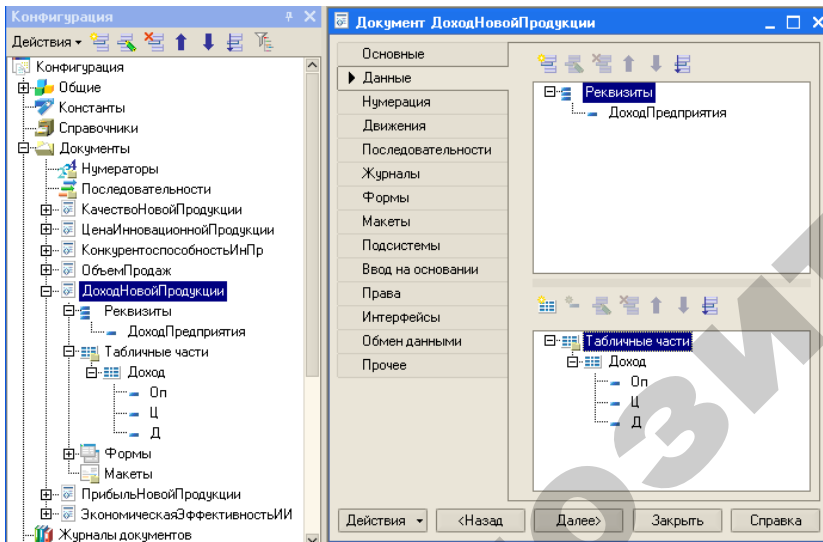 Конфигурация
Действия
Конфигурация
Общие
Константы
Справочники
Документы
Нумераторы
Последовательности
КачествоНовойПродукции
ЦенаИнновационнойПродукции
КонкурентоспособностьИнПр
ОбъемПродаж
ДоходНовойПродукции
Реквизиты
ДоходПредприятия
Табличные части
Доход
Оп
Ц
Д
Формы
Макеты
ПрибыльНовойПродукции
ЭкономическаяЭффективностьИИ
Журналы документов
Документ ДоходНовойПродукции
Основные
Данные
Нумерация
Движения
Последовательности
Журналы
Формы
Макеты
Подсистемы
Ввод на основании
Права
Интерфейсы
Обмен данными
Прочее
Реквизиты
ДоходПредприятия
Табличные части
Доход
Оп
Ц
Д
Действия
<Назад
Далее>
Закрыть
Справка